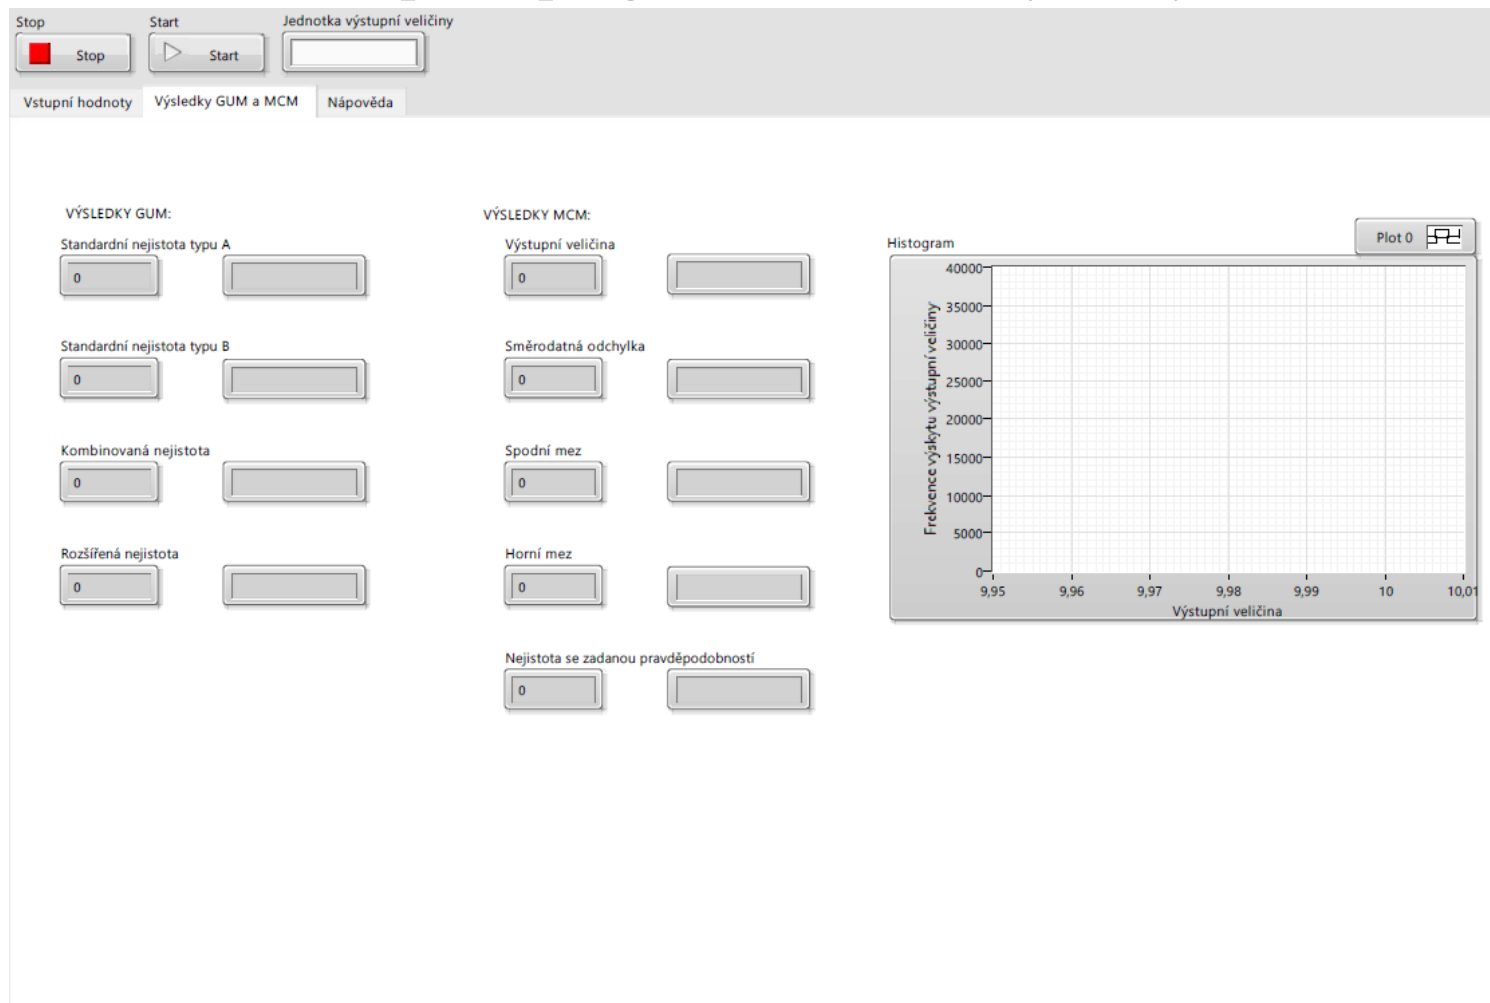 Stop
Start
Jednotka výstupní veličiny
Stop
Start
Vstupní hodnoty
Výsledky GUM a MCM
Nápověda
VÝSLEDKY GUM:
Standardní nejistota typu A
0
Standardní nejistota typu B
0
Kombinovaná nejistota
0
Rozšířená nejistota
0
VÝSLEDKY MCM:
Výstupní veličina
0
Směrodatná odchylka
0
Spodní mez
0
Horní mez
0
Nejistota se zadanou pravděpodobností
0
Histogram
Plot 0
Frekvence výskytu výstupní veličiny
40000
35000
30000
25000
20000
15000
10000
5000
0
9,95
9,96
9,97
9,98
9,99
10
10,01
Výstupní veličina